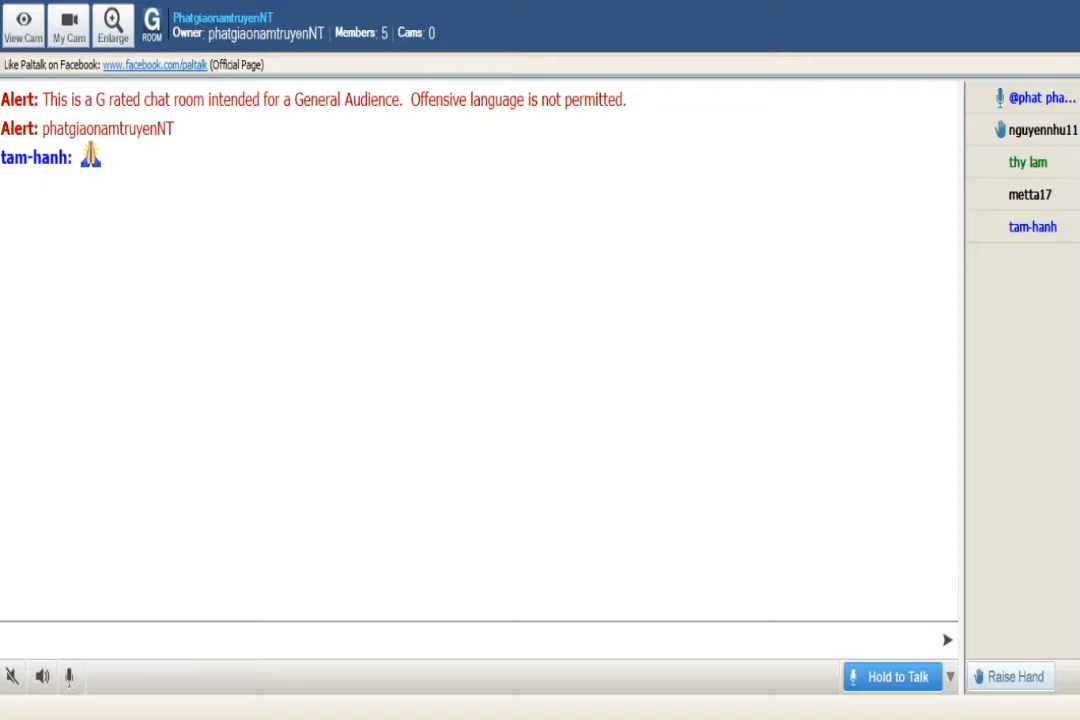 View Cam
My Cam
Enlarge
G
ROOM
PhatgiaonamtruyenNT
Owner: phatgiaonamtruyenNT | Members: 5 | Cams: 0
Like Paltalk on Facebook: www.facebook.com/paltalk (Official Page)
Alert: This is a G rated chat room intended for a General Audience.  Offensive language is not permitted.
Alert: phatgiaonamtruyenNT
tam-hanh:
@phat pha...
nguyennhu11
thy lam
metta17
tam-hanh
Hold to Talk
Raise Hand